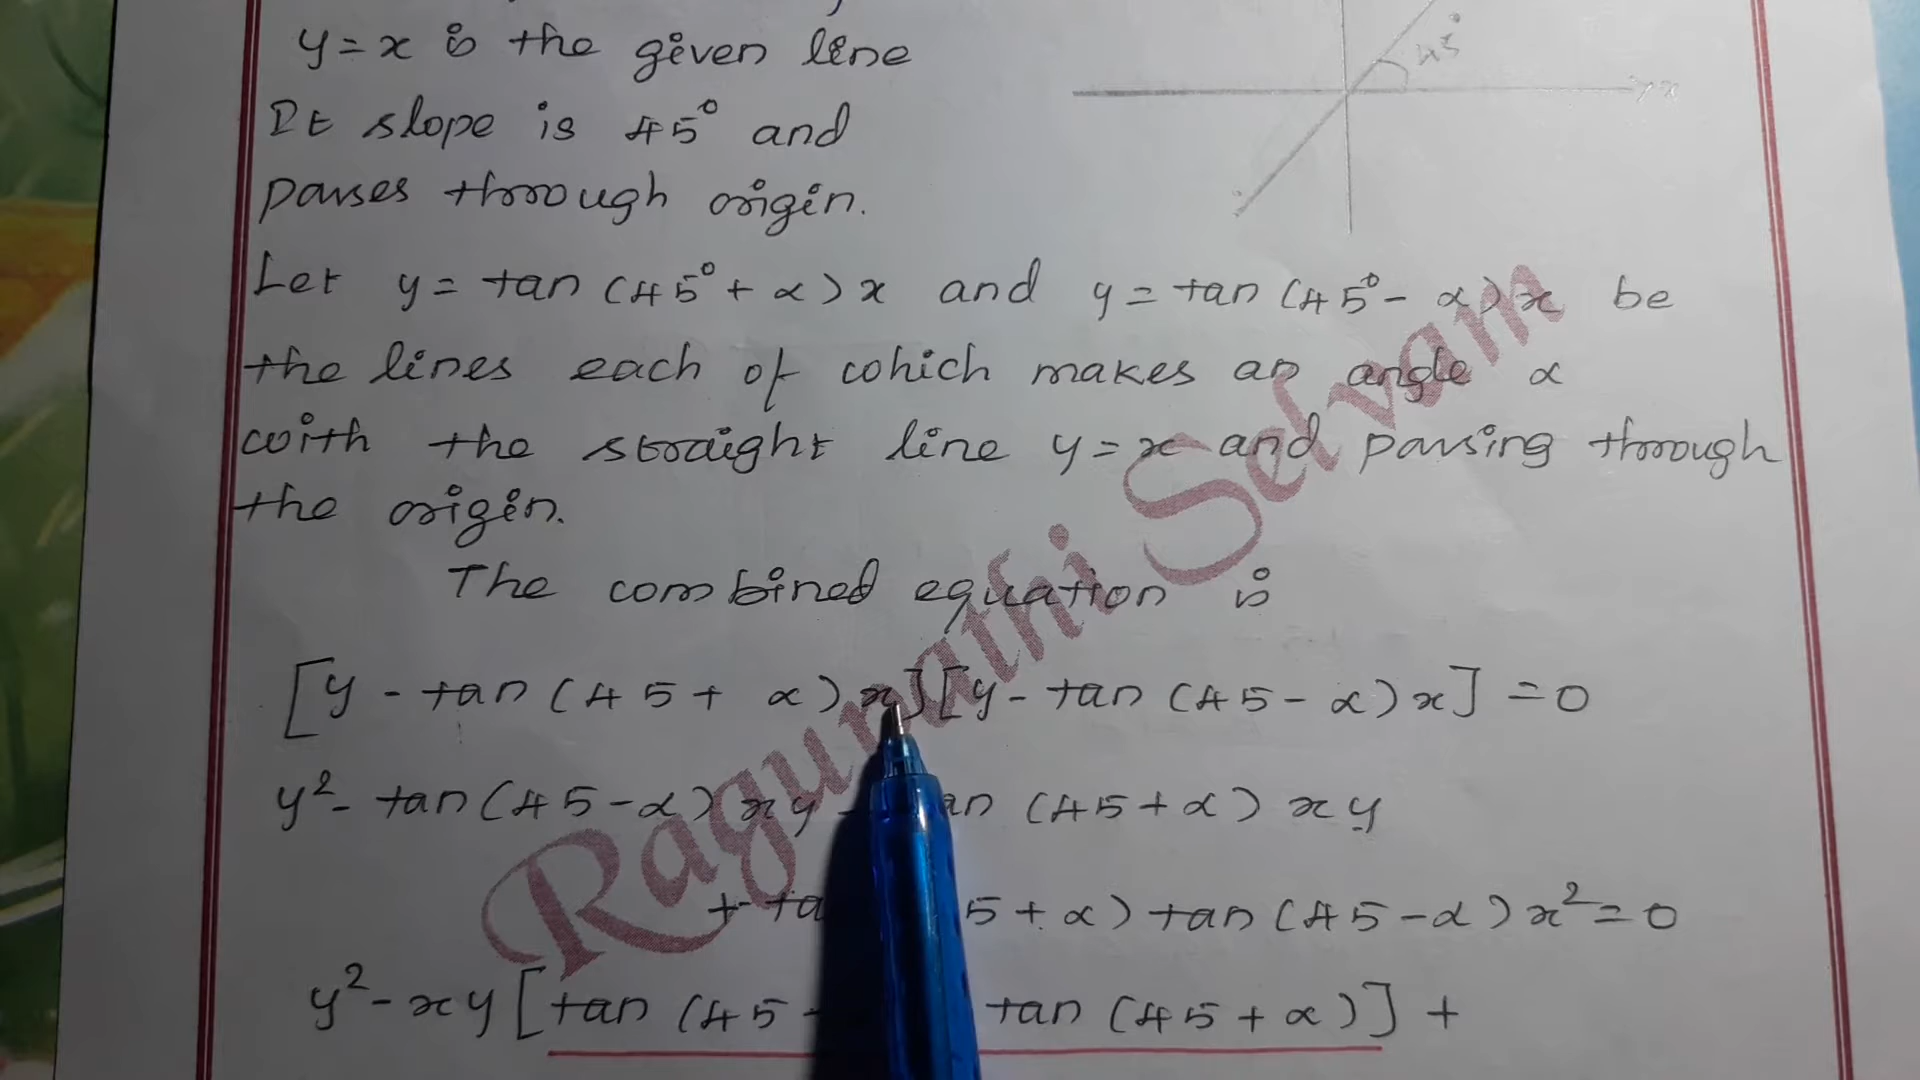 45°
x
y = x is the given line
It slope is 45° and
passes through origin.
Let y = tan (45° + α) x and y = tan (45° - α) x be
the lines each of which makes an angle α
with the straight line y = x and passing through
the origin.
The combined equation is
[y - tan (45 + α) x] [y - tan (45 - α) x] = 0
y² - tan (45 - α) xy - tan (45 + α) xy
+ 5 + α) tan (45 - α) x² = 0
y² - xy [tan (45 - tan (45 + α)] +
Ragunathi Selvam